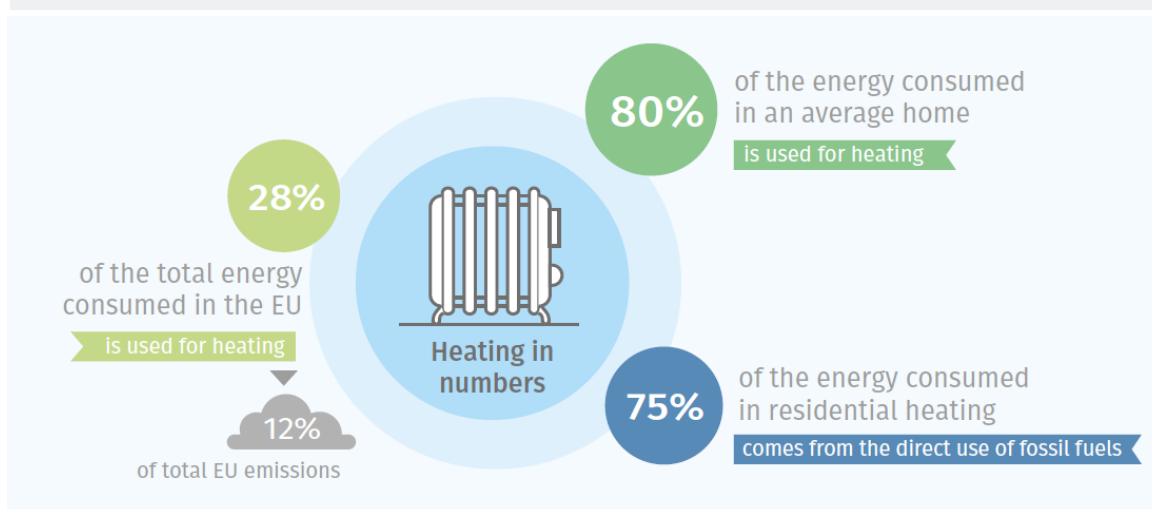 80%
of the energy consumed
in an average home
is used for heating
28%
of the total energy
consumed in the EU
is used for heating
12%
of total EU emissions
Heating in
numbers
75%
of the energy consumed
in residential heating
comes from the direct use of fossil fuels